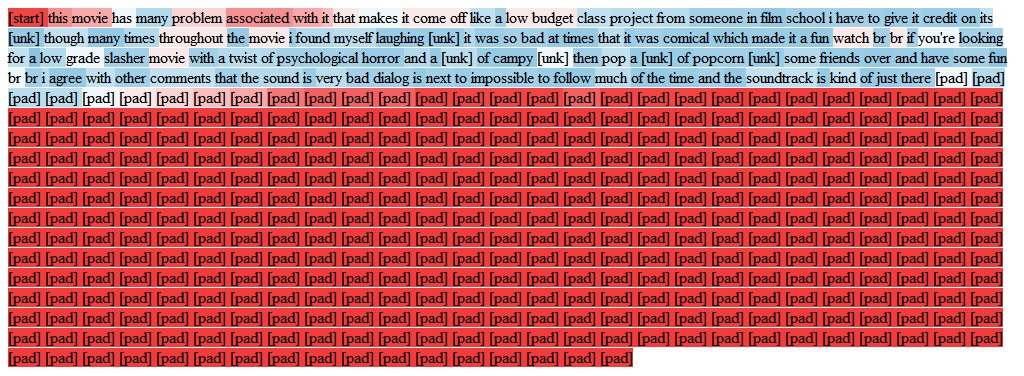 [start] this movie has many problem associated with it that makes it come off like a low budget class project from someone in film school i have to give it credit on its
[unk] though many times throughout the movie i found myself laughing [unk] it was so bad at times that it was comical which made it a fun watch br br if you're looking
for a low grade slasher movie with a twist of psychological horror and a [unk] of campy [unk] then pop a [unk] of popcorn [unk] some friends over and have some fun
br br i agree with other comments that the sound is very bad dialog is next to impossible to follow much of the time and the soundtrack is kind of just there [pad] [pad]
[pad] [pad] [pad] [pad] [pad] [pad] [pad] [pad] [pad] [pad] [pad] [pad] [pad] [pad] [pad] [pad] [pad] [pad] [pad] [pad] [pad] [pad] [pad] [pad] [pad] [pad] [pad]
[pad] [pad] [pad] [pad] [pad] [pad] [pad] [pad] [pad] [pad] [pad] [pad] [pad] [pad] [pad] [pad] [pad] [pad] [pad] [pad] [pad] [pad] [pad] [pad] [pad] [pad] [pad]
[pad] [pad] [pad] [pad] [pad] [pad] [pad] [pad] [pad] [pad] [pad] [pad] [pad] [pad] [pad] [pad] [pad] [pad] [pad] [pad] [pad] [pad] [pad] [pad] [pad] [pad] [pad]
[pad] [pad] [pad] [pad] [pad] [pad] [pad] [pad] [pad] [pad] [pad] [pad] [pad] [pad] [pad] [pad] [pad] [pad] [pad] [pad] [pad] [pad] [pad] [pad] [pad] [pad] [pad]
[pad] [pad] [pad] [pad] [pad] [pad] [pad] [pad] [pad] [pad] [pad] [pad] [pad] [pad] [pad] [pad] [pad] [pad] [pad] [pad] [pad] [pad] [pad] [pad] [pad] [pad] [pad]
[pad] [pad] [pad] [pad] [pad] [pad] [pad] [pad] [pad] [pad] [pad] [pad] [pad] [pad] [pad] [pad] [pad] [pad] [pad] [pad] [pad] [pad] [pad] [pad] [pad] [pad] [pad]
[pad] [pad] [pad] [pad] [pad] [pad] [pad] [pad] [pad] [pad] [pad] [pad] [pad] [pad] [pad] [pad] [pad] [pad] [pad] [pad] [pad] [pad] [pad] [pad] [pad] [pad] [pad]
[pad] [pad] [pad] [pad] [pad] [pad] [pad] [pad] [pad] [pad] [pad] [pad] [pad] [pad] [pad] [pad] [pad] [pad] [pad] [pad] [pad] [pad] [pad] [pad] [pad] [pad] [pad]
[pad] [pad] [pad] [pad] [pad] [pad] [pad] [pad] [pad] [pad] [pad] [pad] [pad] [pad] [pad] [pad] [pad] [pad] [pad] [pad] [pad] [pad] [pad] [pad] [pad] [pad] [pad]
[pad] [pad] [pad] [pad] [pad] [pad] [pad] [pad] [pad] [pad] [pad] [pad] [pad] [pad] [pad] [pad] [pad] [pad] [pad] [pad] [pad] [pad] [pad] [pad] [pad] [pad] [pad]
[pad] [pad] [pad] [pad] [pad] [pad] [pad] [pad] [pad] [pad] [pad] [pad] [pad] [pad] [pad] [pad] [pad] [pad] [pad] [pad] [pad] [pad] [pad] [pad] [pad] [pad] [pad]
[pad] [pad] [pad] [pad] [pad] [pad] [pad] [pad] [pad] [pad] [pad] [pad] [pad] [pad] [pad] [pad] [pad] [pad] [pad] [pad] [pad] [pad] [pad] [pad] [pad] [pad] [pad]
[pad] [pad] [pad] [pad] [pad] [pad] [pad] [pad] [pad] [pad] [pad] [pad] [pad] [pad] [pad] [pad] [pad] [pad] [pad] [pad] [pad] [pad] [pad] [pad] [pad] [pad] [pad]
[pad] [pad] [pad] [pad] [pad] [pad] [pad] [pad] [pad] [pad] [pad] [pad] [pad] [pad] [pad] [pad] [pad]